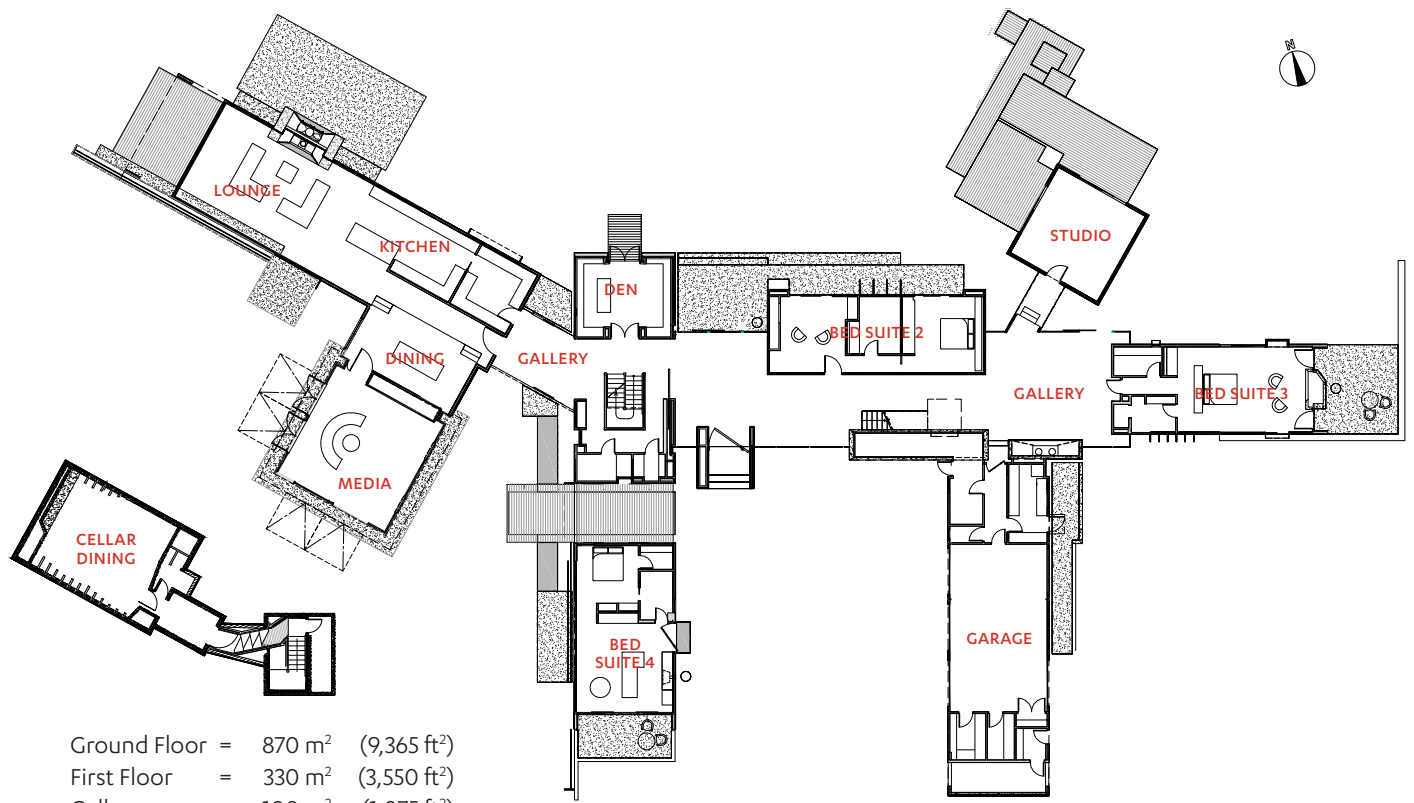 N
LOUNGE
KITCHEN
STUDIO
DEN
BED SUITE 2
DINING
GALLERY
GALLERY
BED SUITE 3
MEDIA
CELLAR
DINING
GARAGE
BED
SUITE 4
Ground Floor = 870 m² (9,365 ft²)
First Floor = 330 m² (3,550 ft²)